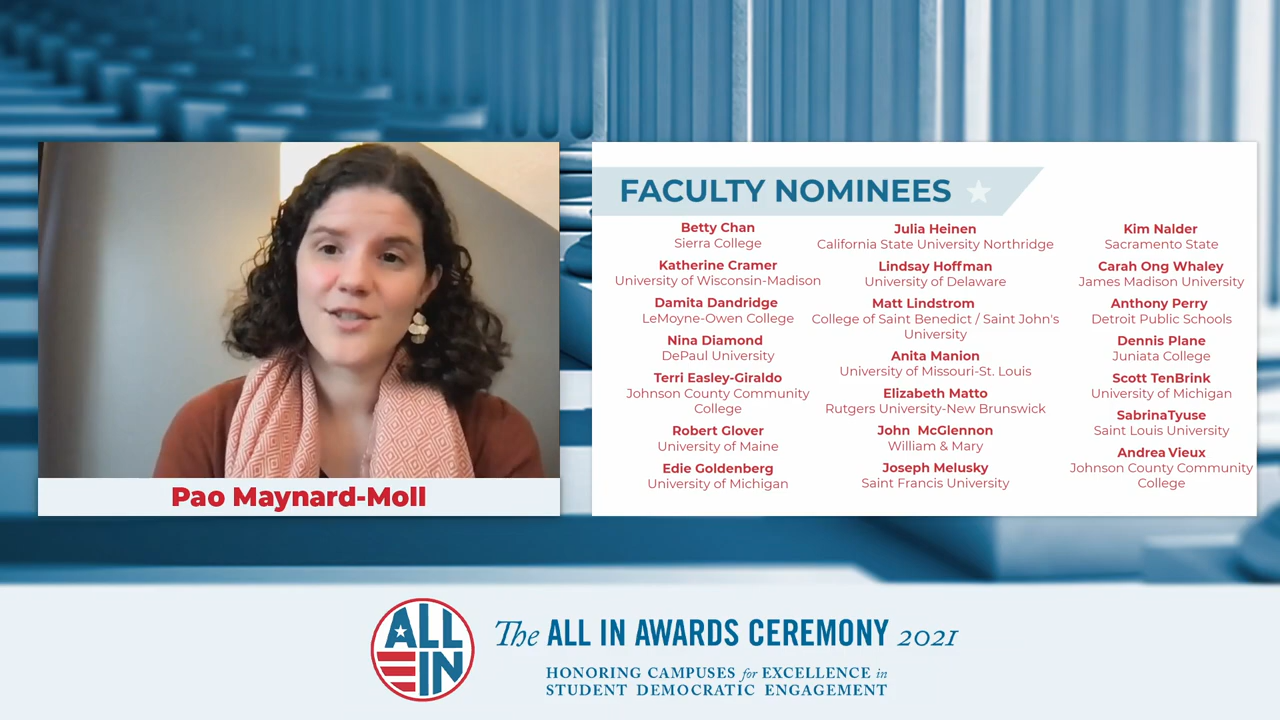 FACULTY NOMINEES
Betty Chan
Sierra College
Katherine Cramer
University of Wisconsin-Madison
Damita Dandridge
LeMoyne-Owen College
Nina Diamond
DePaul University
Terri Easley-Giraldo
Johnson County Community
College
Robert Glover
University of Maine
Edie Goldenberg
University of Michigan
Julia Heinen
California State University Northridge
Lindsay Hoffman
University of Delaware
Matt Lindstrom
College of Saint Benedict / Saint John's
University
Anita Manion
University of Missouri-St. Louis
Elizabeth Matto
Rutgers University-New Brunswick
John McGlennon
William & Mary
Joseph Melusky
Saint Francis University
Kim Nalder
Sacramento State
Carah Ong Whaley
James Madison University
Anthony Perry
Detroit Public Schools
Dennis Plane
Juniata College
Scott TenBrink
University of Michigan
SabrinaTyuse
Saint Louis University
Andrea Vieux
Johnson County Community
College
Pao Maynard-Moll
ALL
IN
The ALL IN AWARDS CEREMONY 2021
HONORING CAMPUSES for EXCELLENCE in
STUDENT DEMOCRATIC ENGAGEMENT